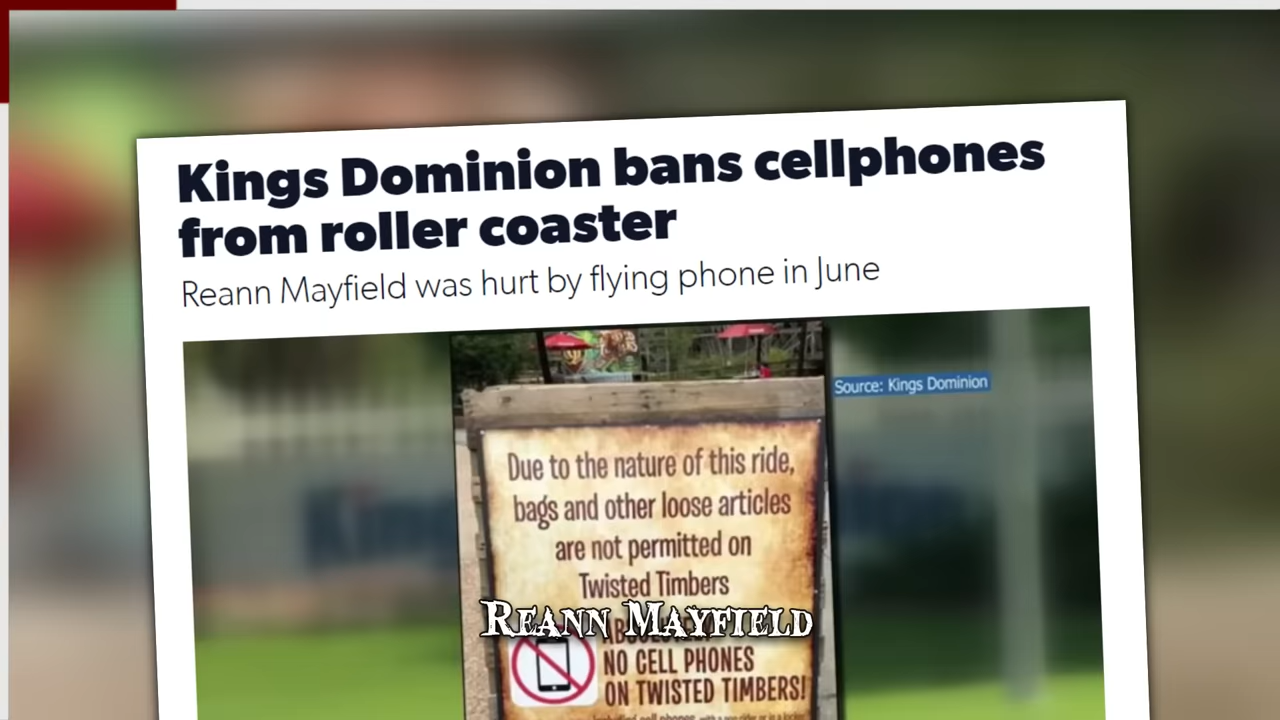 Kings Dominion bans cellphones
from roller coaster
Reann Mayfield was hurt by flying phone in June
Source: Kings Dominion
Due to the nature of this ride,
bags and other loose articles
are not permitted on
Twisted Timbers
REANN MAYFIELD
NO CELL PHONES
ON TWISTED TIMBERS!